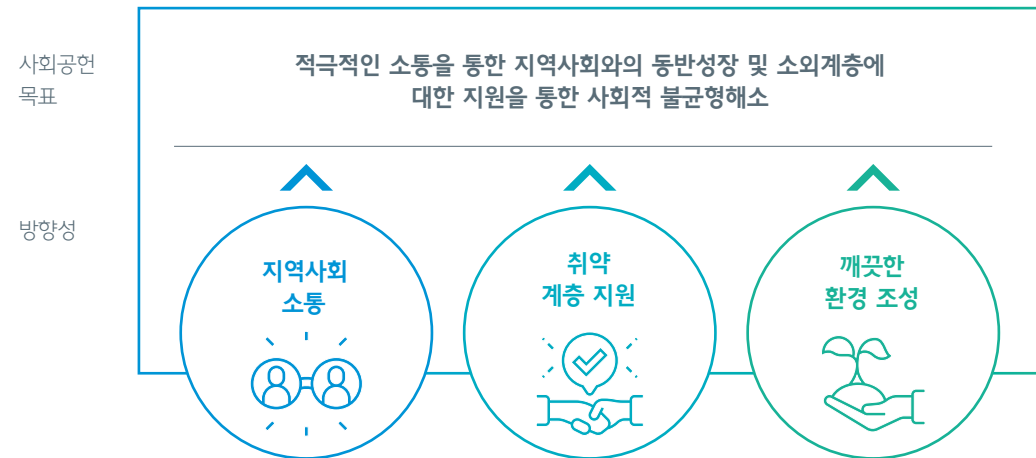 사회공헌
목표
적극적인 소통을 통한 지역사회와의 동반성장 및 소외계층에
대한 지원을 통한 사회적 불균형해소
방향성
지역사회
소통
취약
계층 지원
깨끗한
환경 조성